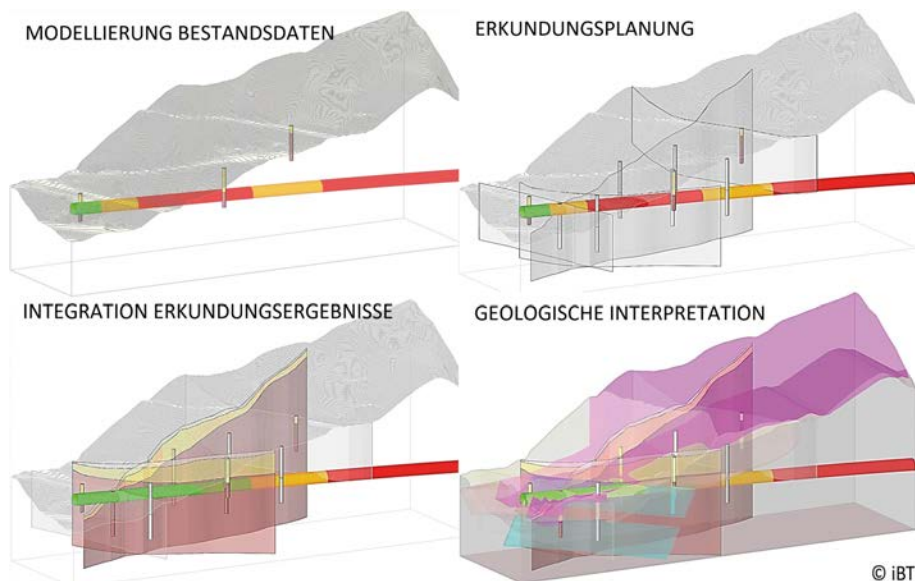 MODELLIERUNG BESTANDSDATEN
ERKUNDUNGSPLANUNG
INTEGRATION ERKUNDUNGSERGEBNISSE
GEOLOGISCHE INTERPRETATION
© iBT